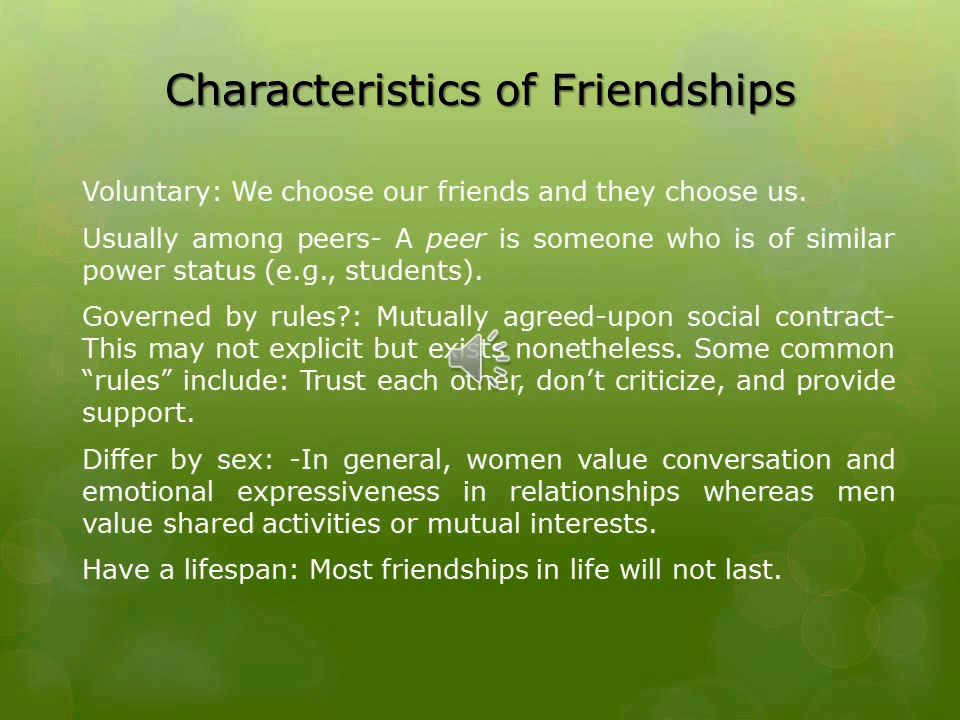 Characteristics of Friendships
Voluntary: We choose our friends and they choose us.
Usually among peers- A peer is someone who is of similar
power status (e.g., students).
Governed by rules?: Mutually agreed-upon social contract-
This may not explicit but exists nonetheless. Some common
“rules” include: Trust each other, don’t criticize, and provide
support.
Differ by sex: -In general, women value conversation and
emotional expressiveness in relationships whereas men
value shared activities or mutual interests.
Have a lifespan: Most friendships in life will not last.